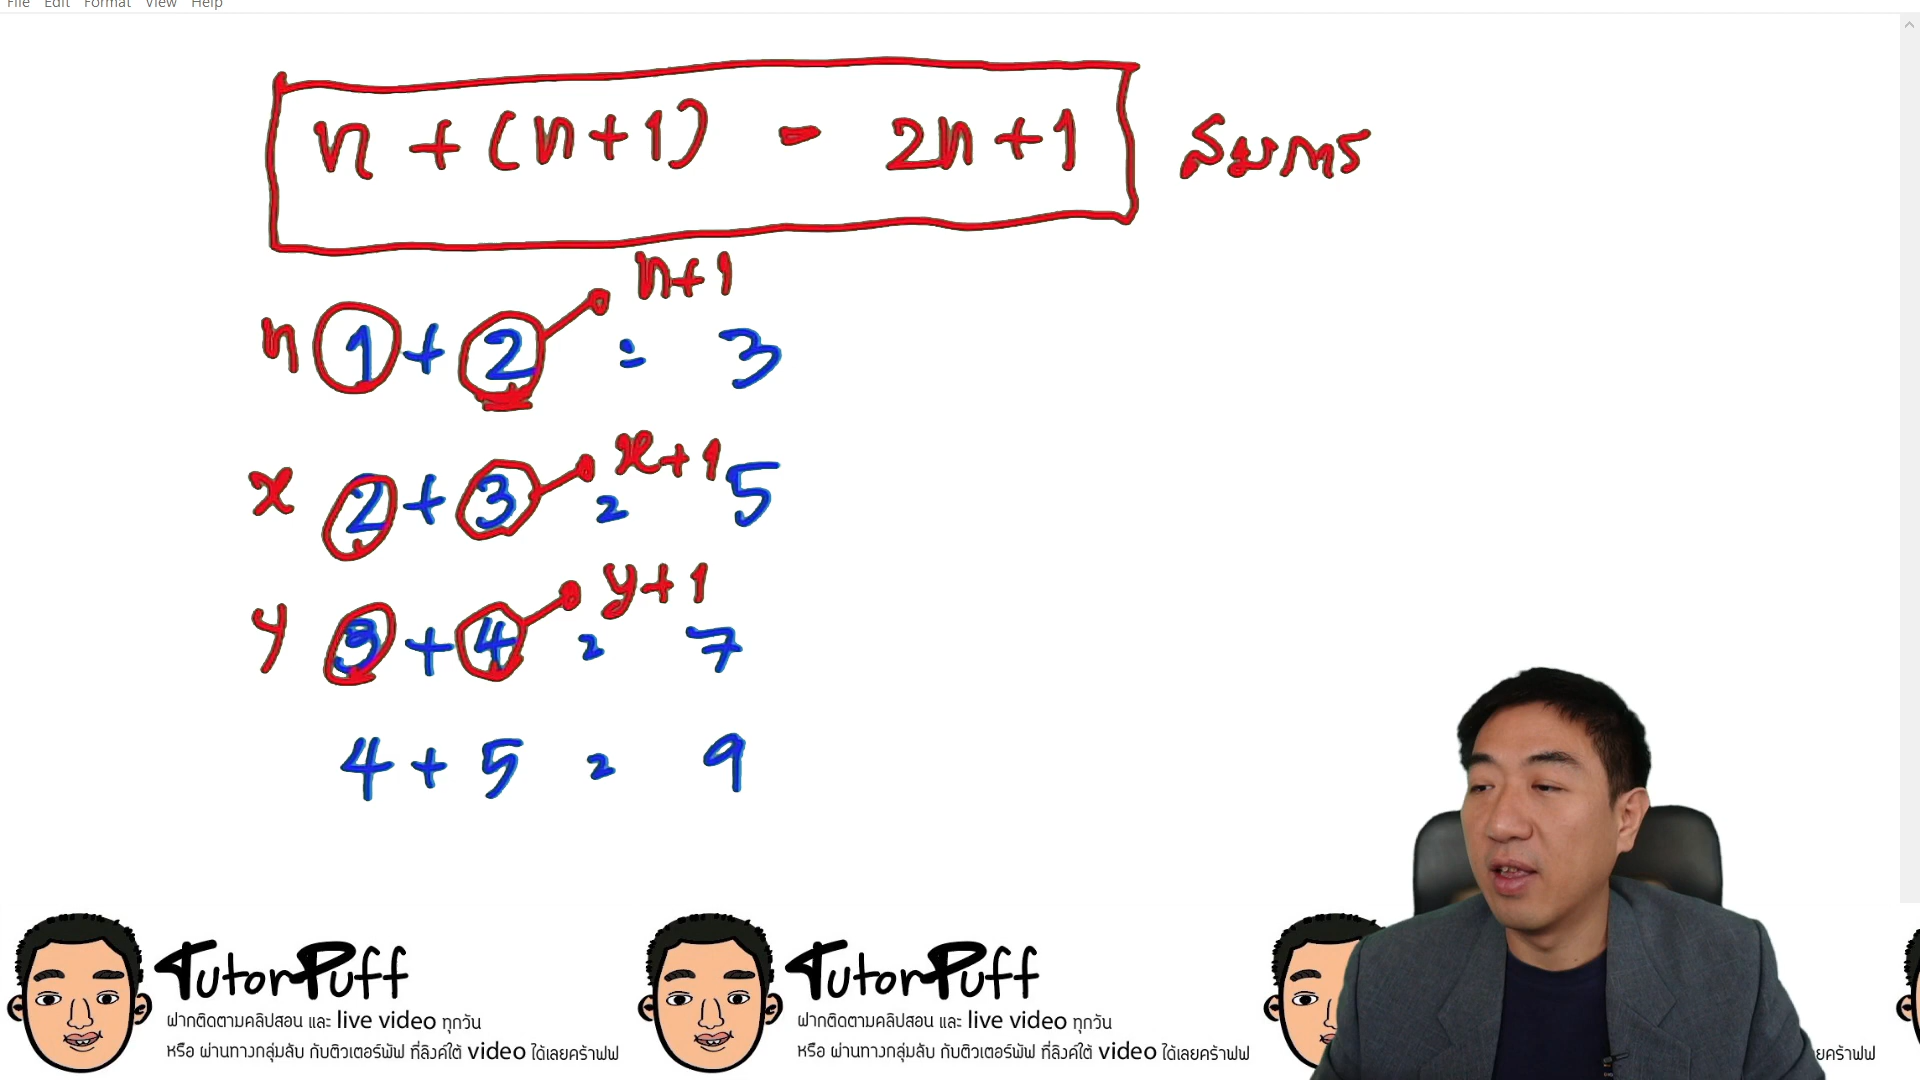 File Edit Format View Help
n + (n+1) = 2n+1 สมการ
n+1
n 1 + 2 = 3
x+1
x 2 + 3 = 5
y+1
y 3 + 4 = 7
4 + 5 = 9
TutorPuff
ฝากติดตามคลิปสอน และ live video ทุกวัน
หรือ ผ่านทางกลุ่มลับ กับติวเตอร์พัฟ ที่ลิงค์ใต้ video ได้เลยคร้าฟฟ
TutorPuff
ฝากติดตามคลิปสอน และ live video ทุกวัน
หรือ ผ่านทางกลุ่มลับ กับติวเตอร์พัฟ ที่ลิงค์ใต้ video ได้เลยคร้าฟฟ
ยคร้าฟฟ